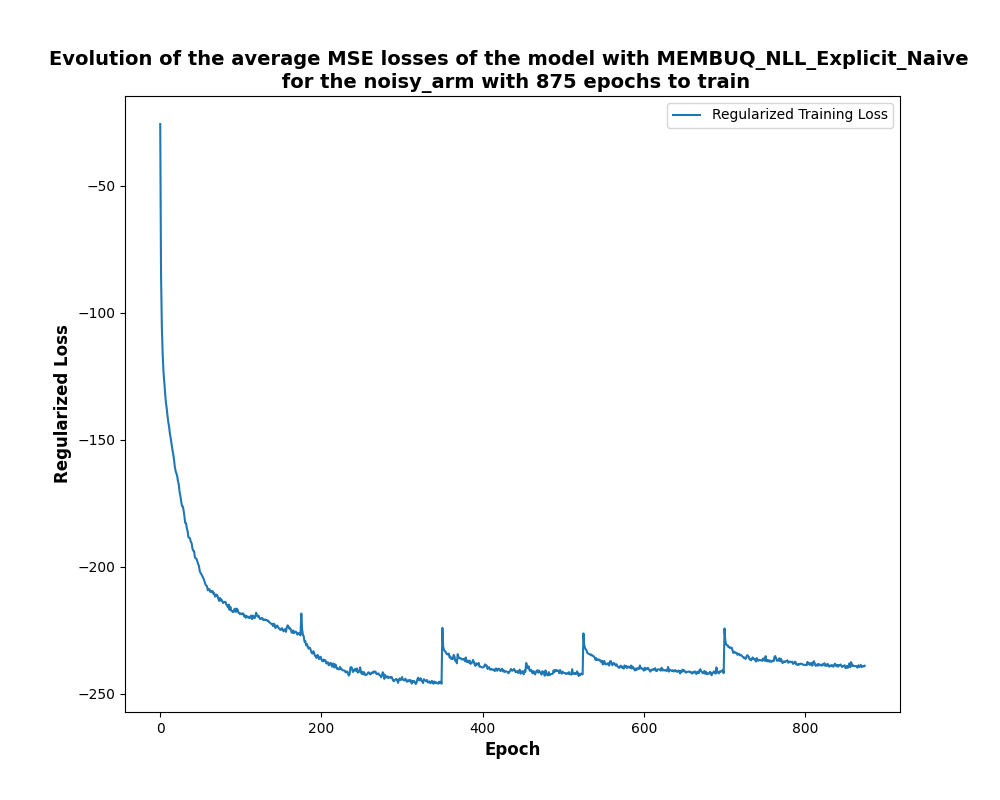 Evolution of the average MSE losses of the model with MEMBUQ_NLL_Explicit_Naive
for the noisy_arm with 875 epochs to train
Regularized Training Loss
−50
−100
−150
−200
−250
Regularized Loss
0
200
400
600
800
Epoch